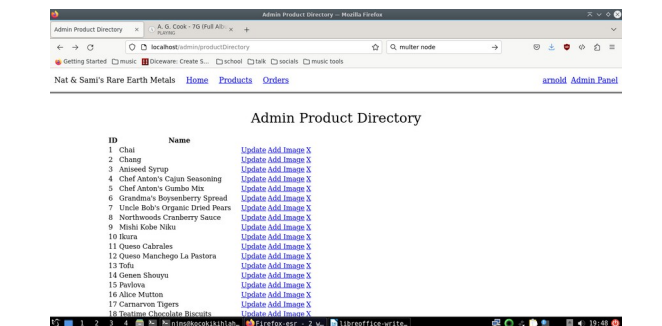 Admin Product Directory — Mozilla Firefox
Admin Product Directory × A. G. Cook - 7G (Full Alb × +
PLAYING
localhost/admin/productDirectory multer node
Getting Started music Diceware: Create S... school talk socials music tools
Nat & Sami's Rare Earth Metals Home Products Orders arnold Admin Panel
Admin Product Directory
ID Name
1 Chai Update Add Image X
2 Chang Update Add Image X
3 Aniseed Syrup Update Add Image X
4 Chef Anton's Cajun Seasoning Update Add Image X
5 Chef Anton's Gumbo Mix Update Add Image X
6 Grandma's Boysenberry Spread Update Add Image X
7 Uncle Bob's Organic Dried Pears Update Add Image X
8 Northwoods Cranberry Sauce Update Add Image X
9 Mishi Kobe Niku Update Add Image X
10 Ikura Update Add Image X
11 Queso Cabrales Update Add Image X
12 Queso Manchego La Pastora Update Add Image X
13 Tofu Update Add Image X
14 Genen Shouyu Update Add Image X
15 Pavlova Update Add Image X
16 Alice Mutton Update Add Image X
17 Carnarvon Tigers Update Add Image X
18 Teatime Chocolate Biscuits Update Add Image X
1 2 3 4 Firefox-esr - 2 w… libreoffice-write… 19:48